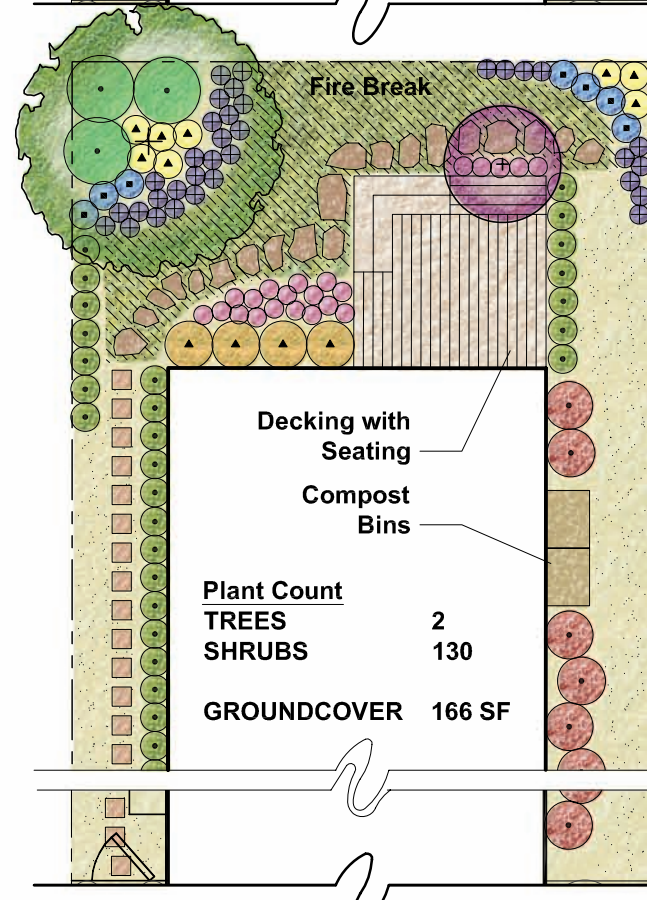 Fire Break
Decking with
Seating
Compost
Bins
Plant Count
TREES 2
SHRUBS 130
GROUNDCOVER 166 SF